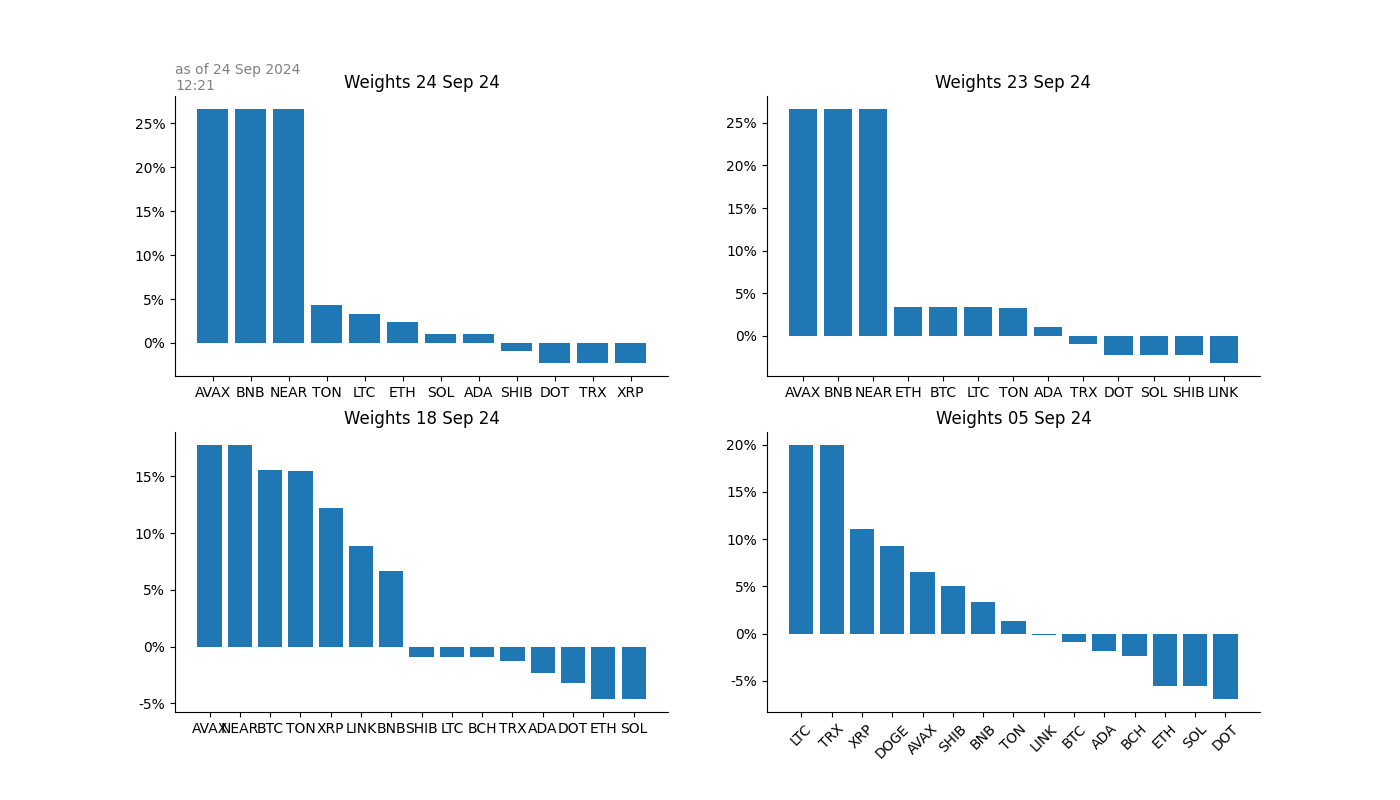 as of 24 Sep 2024
12:21
Weights 24 Sep 24
25%
20%
15%
10%
5%
0%
AVAX BNB NEAR TON LTC ETH SOL ADA SHIB DOT TRX XRP
Weights 23 Sep 24
25%
20%
15%
10%
5%
0%
AVAX BNB NEAR ETH BTC LTC TON ADA TRX DOT SOL SHIB LINK
Weights 18 Sep 24
15%
10%
5%
0%
-5%
AVAX NEAR BTC TON XRP LINK BNB SHIB LTC BCH TRX ADA DOT ETH SOL
Weights 05 Sep 24
20%
15%
10%
5%
0%
-5%
LTC TRX XRP DOGE AVAX SHIB BNB TON LINK BTC ADA BCH ETH SOL DOT